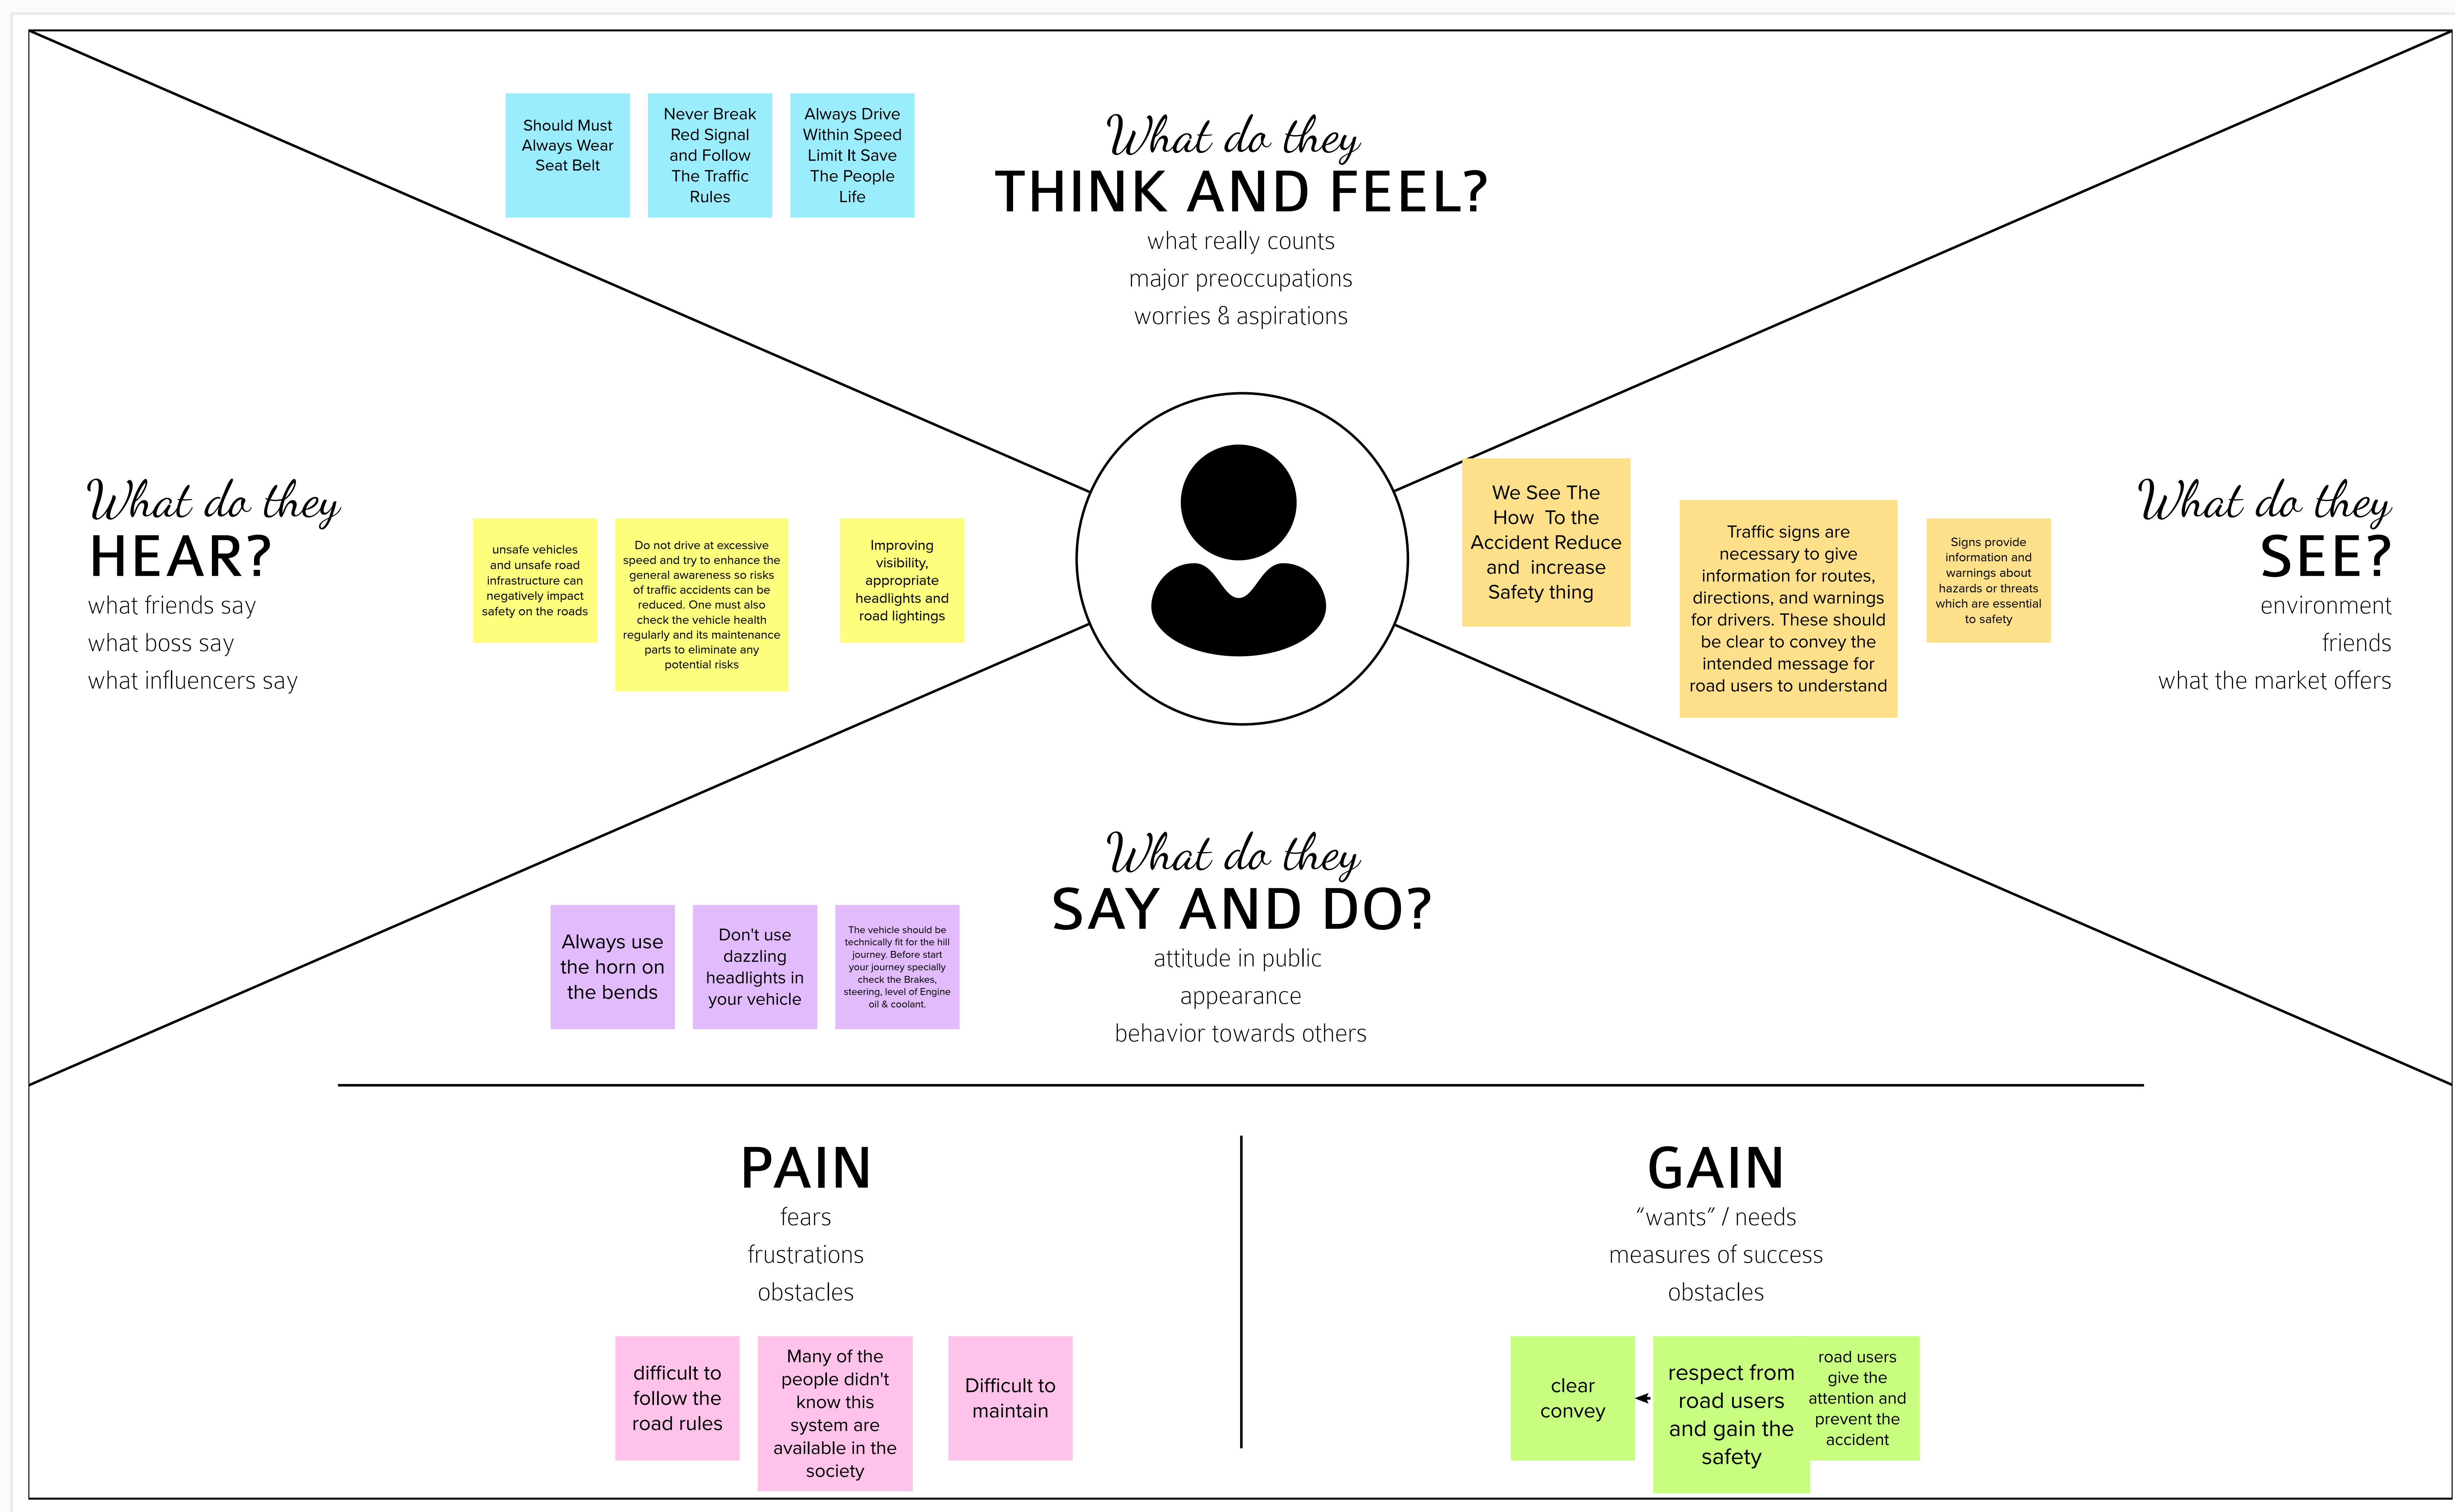 Should Must
Always Wear
Seat Belt
Never Break
Red Signal
and Follow
The Traffic
Rules
Always Drive
Within Speed
Limit It Save
The People
Life
What do they
THINK AND FEEL?
what really counts
major preoccupations
worries & aspirations
What do they
HEAR?
what friends say
what boss say
what influencers say
unsafe vehicles
and unsafe road
infrastructure can
negatively impact
safety on the roads
Do not drive at excessive
speed and try to enhance the
general awareness so risks
of traffic accidents can be
reduced. One must also
check the vehicle health
regularly and its maintenance
parts to eliminate any
potential risks
Improving
visibility,
appropriate
headlights and
road lightings
We See The
How To the
Accident Reduce
and increase
Safety thing
Traffic signs are
necessary to give
information for routes,
directions, and warnings
for drivers. These should
be clear to convey the
intended message for
road users to understand
Signs provide
information and
warnings about
hazards or threats
which are essential
to safety
What do they
SEE?
environment
friends
what the market offers
What do they
SAY AND DO?
attitude in public
appearance
behavior towards others
Always use
the horn on
the bends
Don't use
dazzling
headlights in
your vehicle
The vehicle should be
technically fit for the hill
journey. Before start
your journey specially
check the Brakes,
steering, level of Engine
oil & coolant.
PAIN
fears
frustrations
obstacles
difficult to
follow the
road rules
Many of the
people didn't
know this
system are
available in the
society
Difficult to
maintain
GAIN
“wants” / needs
measures of success
obstacles
clear
convey
respect from
road users
and gain the
safety
road users
give the
attention and
prevent the
accident